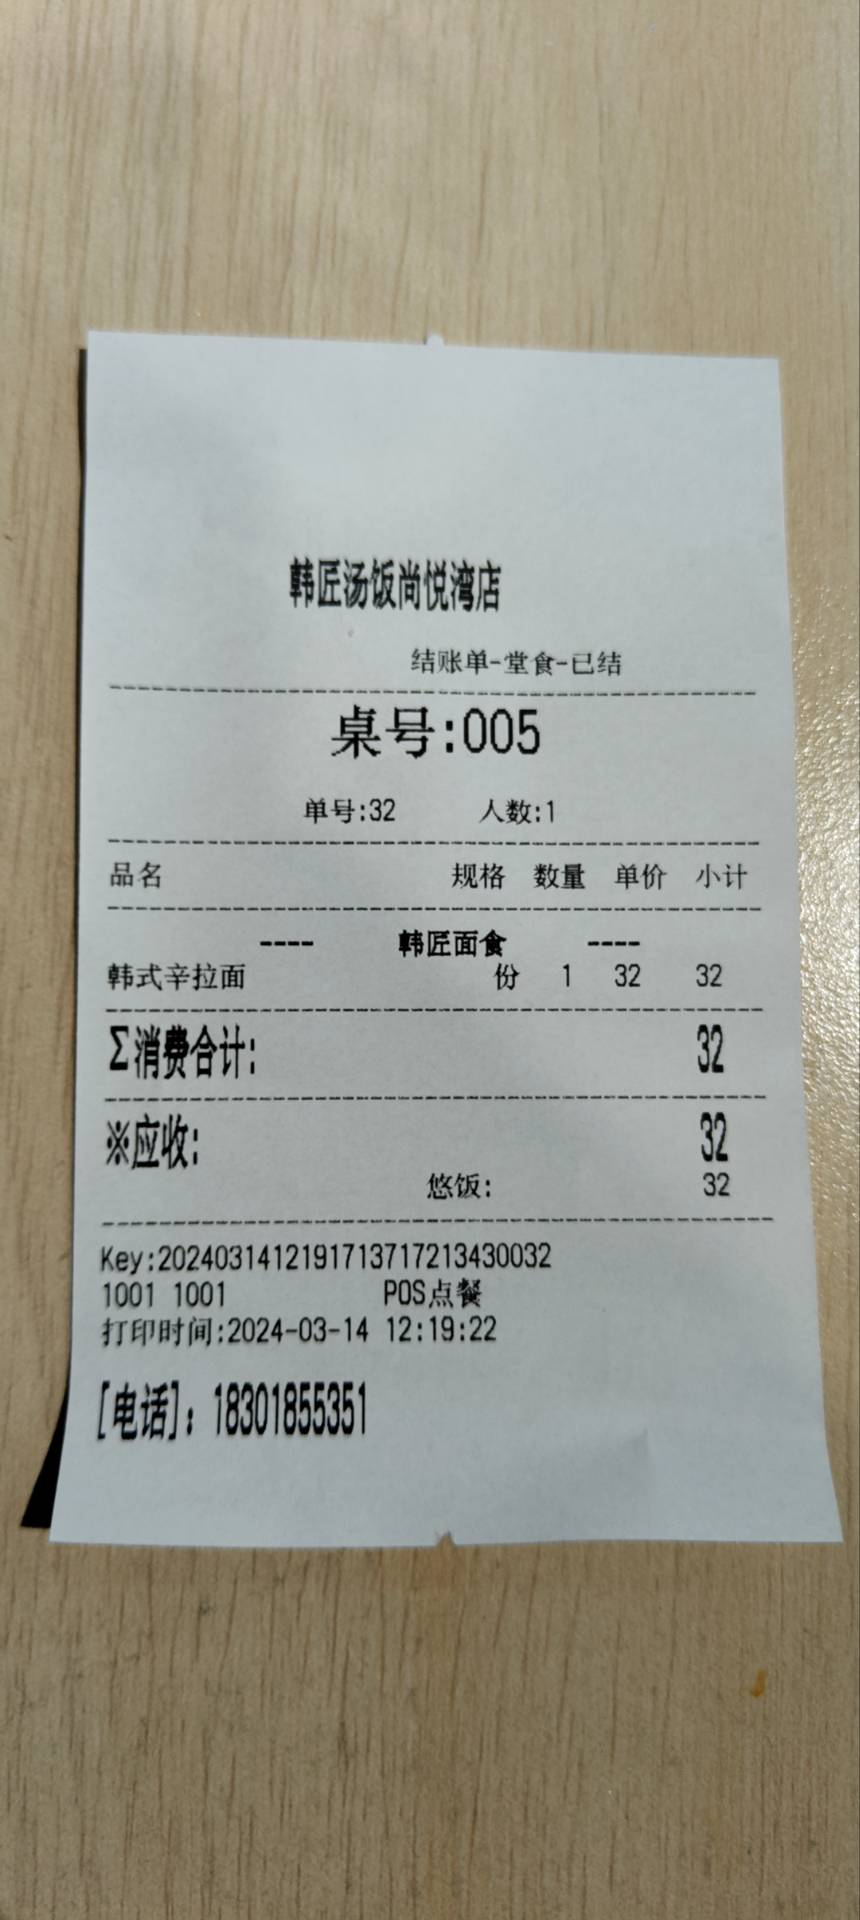 韩匠汤饭尚悦湾店
结账单-堂食-已结
桌号:005
单号:32 人数:1
品名 规格 数量 单价 小计
---- 韩匠面食 ----
韩式辛拉面 份 1 32 32
Σ消费合计: 32
※应收: 32
悠饭: 32
Key:2024031412191713717213430032
1001 1001 POS点餐
打印时间:2024-03-14 12:19:22
[电话]: 18301855351